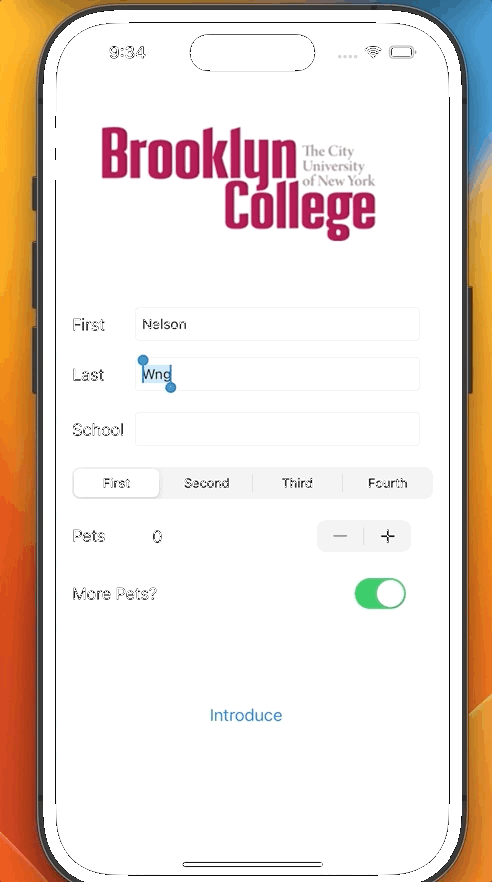 9:34
Brooklyn
College
The City
University
of New York
First Nelson
Last Wng
School
First Second Third Fourth
Pets 0
More Pets?
Introduce